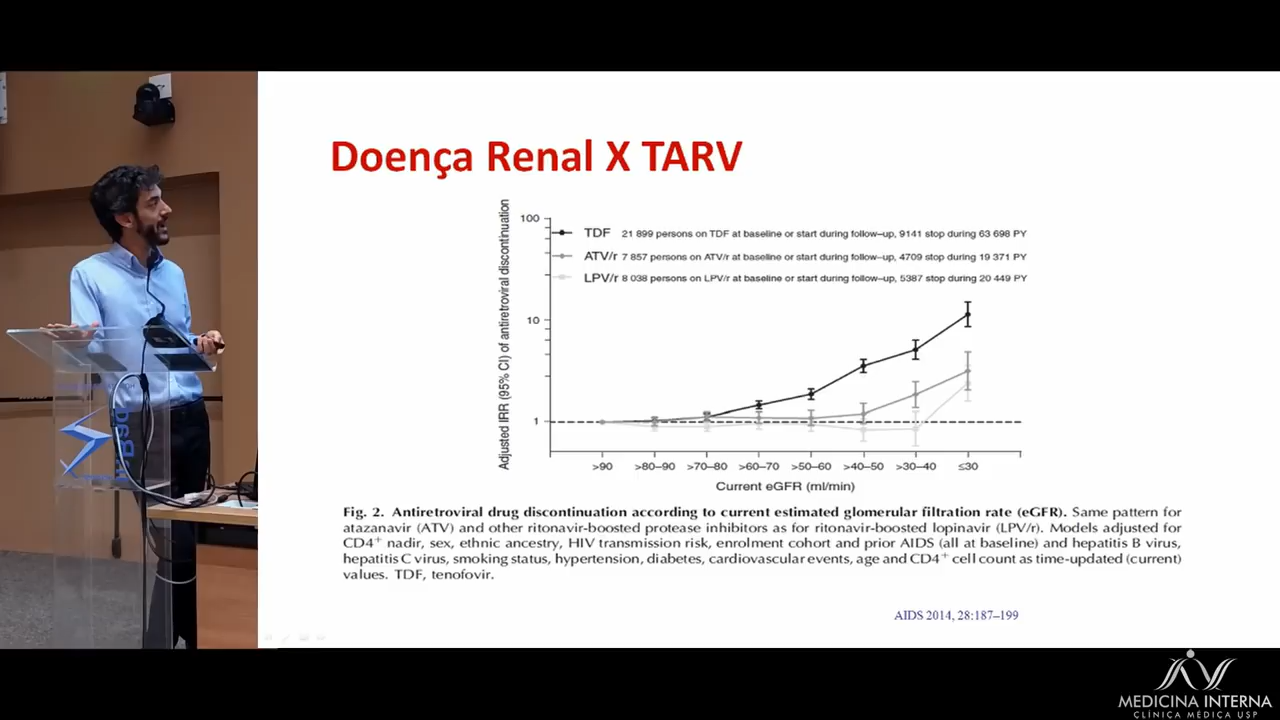 Doença Renal X TARV
Adjusted IRR (95% CI) of antiretroviral discontinuation
100
10
1
TDF 21 899 persons on TDF at baseline or start during follow–up, 9141 stop during 63 698 PY
ATV/r 7 857 persons on ATV/r at baseline or start during follow–up, 4709 stop during 19 371 PY
LPV/r 8 038 persons on LPV/r at baseline or start during follow–up, 5387 stop during 20 449 PY
>90 >80–90 >70–80 >60–70 >50–60 >40–50 >30–40 ≤30
Current eGFR (ml/min)
Fig. 2. Antiretroviral drug discontinuation according to current estimated glomerular filtration rate (eGFR). Same pattern for
atazanavir (ATV) and other ritonavir-boosted protease inhibitors as for ritonavir-boosted lopinavir (LPV/r). Models adjusted for
CD4⁺ nadir, sex, ethnic ancestry, HIV transmission risk, enrolment cohort and prior AIDS (all at baseline) and hepatitis B virus,
hepatitis C virus, smoking status, hypertension, diabetes, cardiovascular events, age and CD4⁺ cell count as time-updated (current)
values. TDF, tenofovir.
AIDS 2014, 28:187–199
MEDICINA INTERNA
CLÍNICA MÉDICA USP